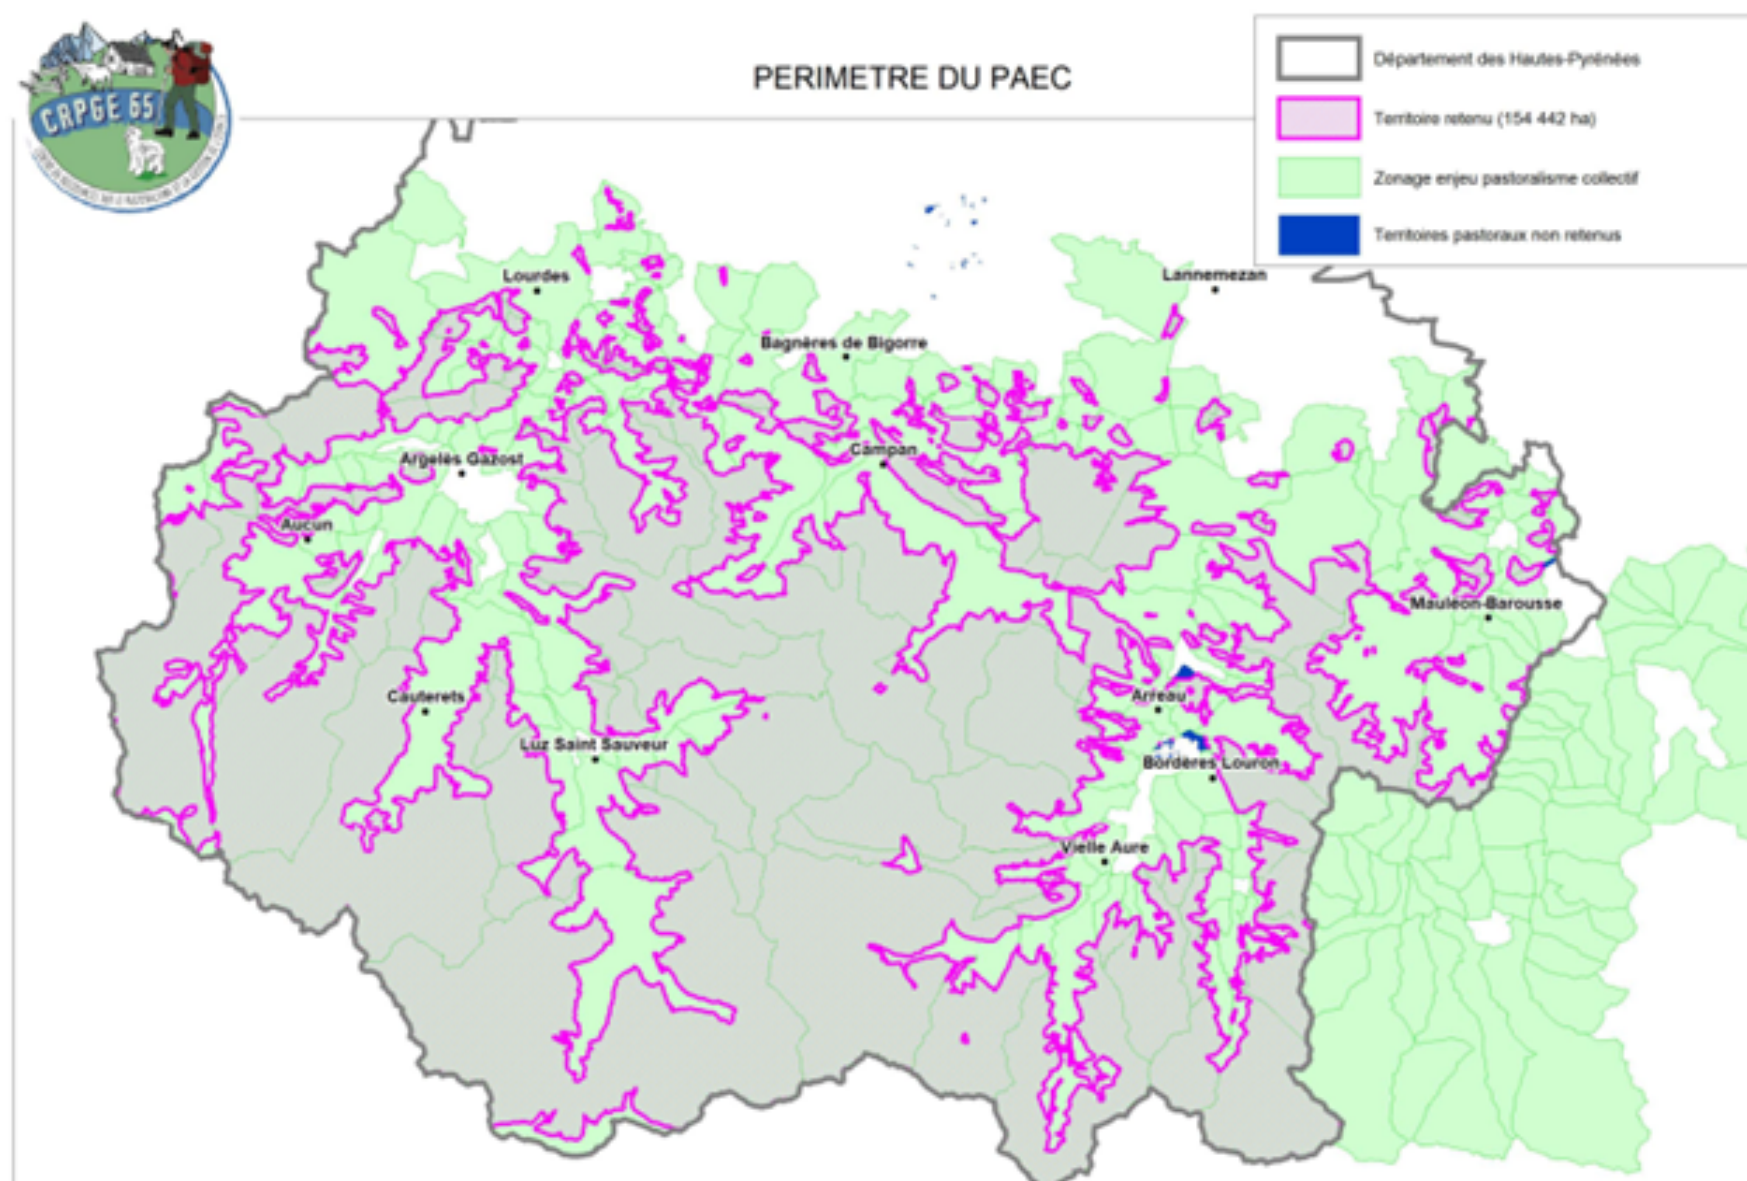 CRPGE 65
PERIMETRE DU PAEC
Département des Hautes-Pyrénées
Territoire retenu (154 442 ha)
Zonage enjeu pastoralisme collectif
Territoires pastoraux non retenus
Lourdes
Lannemezan
Bagnères de Bigorre
Campan
Argelès Gazost
Aucun
Mauléon-Barousse
Cauterets
Arreau
Luz Saint Sauveur
Bordères Louron
Vielle Aure